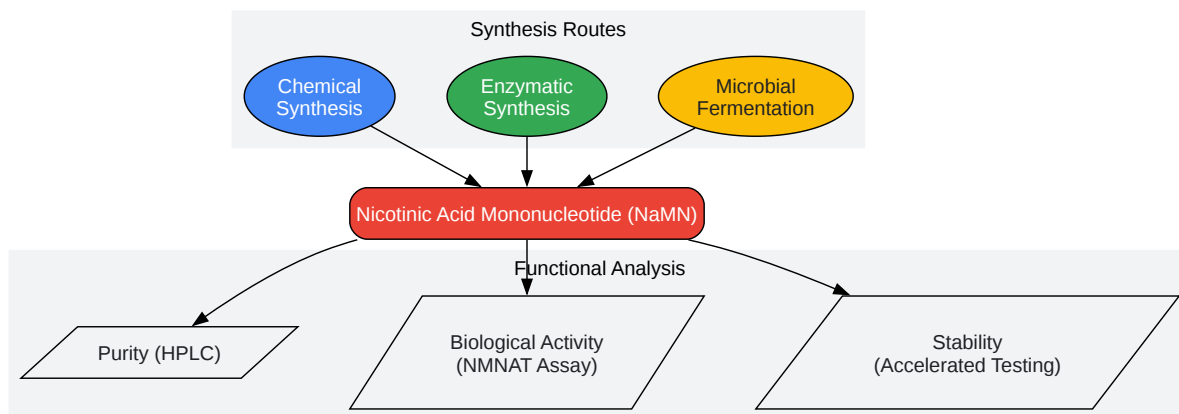 Synthesis Routes
Chemical
Synthesis
Enzymatic
Synthesis
Microbial
Fermentation
Nicotinic Acid Mononucleotide (NaMN)
Functional Analysis
Purity (HPLC)
Biological Activity
(NMNAT Assay)
Stability
(Accelerated Testing)